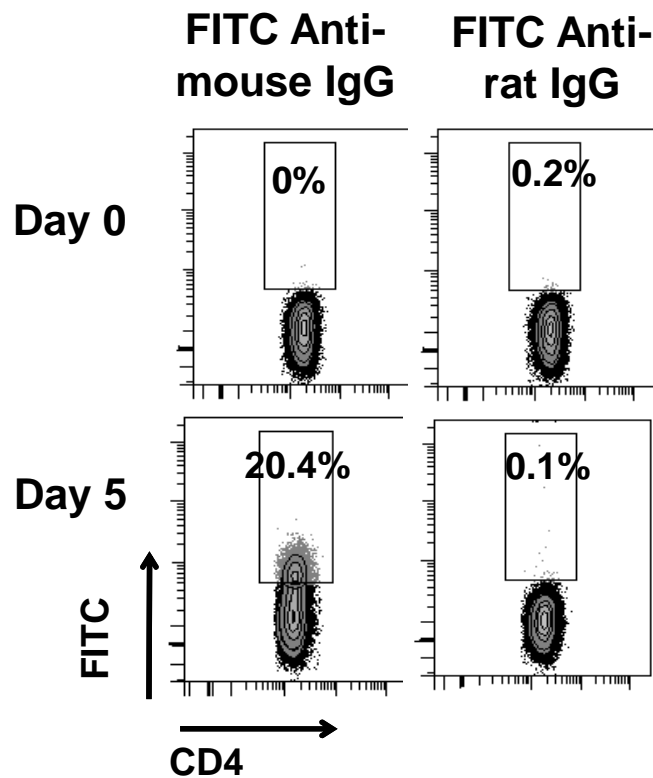 FITC Anti-
mouse IgG
FITC Anti-
rat IgG
Day 0
0%
0.2%
Day 5
20.4%
0.1%
FITC
CD4